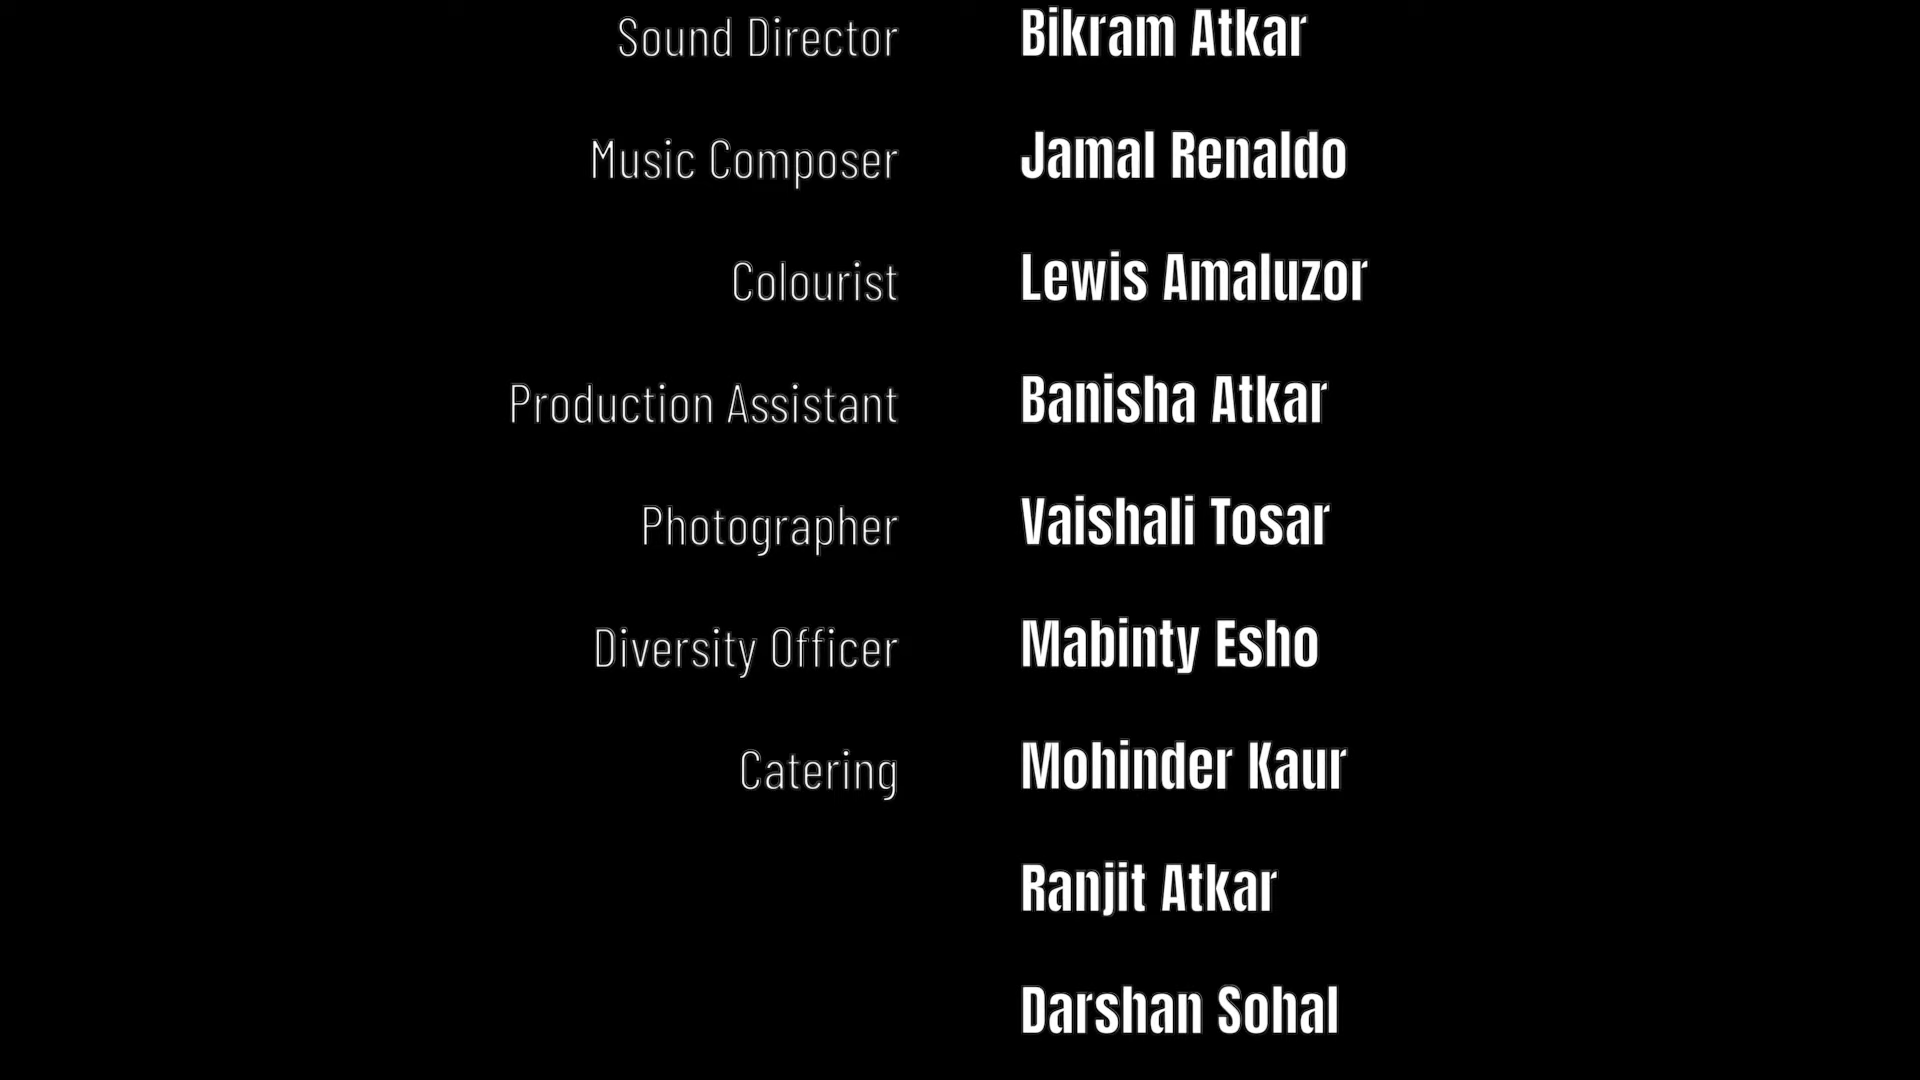 Sound Director Bikram Atkar
Music Composer Jamal Renaldo
Colourist Lewis Amaluzor
Production Assistant Banisha Atkar
Photographer Vaishali Tosar
Diversity Officer Mabinty Esho
Catering Mohinder Kaur
Ranjit Atkar
Darshan Sohal